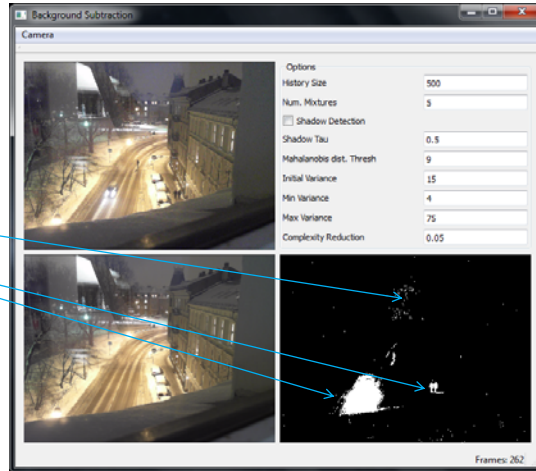 Background Subtraction
Camera
Options
History Size 500
Num. Mixtures 5
Shadow Detection
Shadow Tau 0.5
Mahalanobis dist. Thresh 9
Initial Variance 15
Min Variance 4
Max Variance 75
Complexity Reduction 0.05
Frames: 262